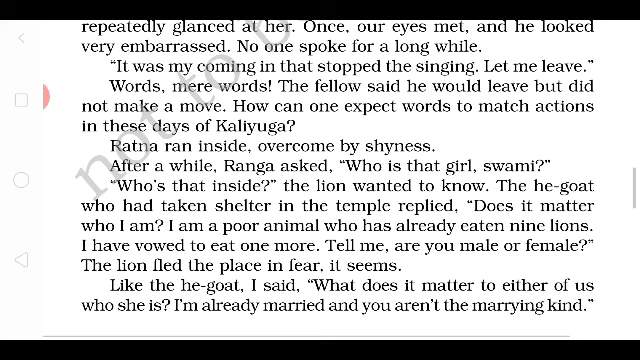 repeatedly glanced at her. Once, our eyes met, and he looked
very embarrassed. No one spoke for a long while.
“It was my coming in that stopped the singing. Let me leave.”
Words, mere words! The fellow said he would leave but did
not make a move. How can one expect words to match actions
in these days of Kaliyuga?
Ratna ran inside, overcome by shyness.
After a while, Ranga asked, “Who is that girl, swami?”
“Who’s that inside?” the lion wanted to know. The he-goat
who had taken shelter in the temple replied, “Does it matter
who I am? I am a poor animal who has already eaten nine lions.
I have vowed to eat one more. Tell me, are you male or female?”
The lion fled the place in fear, it seems.
Like the he-goat, I said, “What does it matter to either of us
who she is? I’m already married and you aren’t the marrying kind.”
not to b